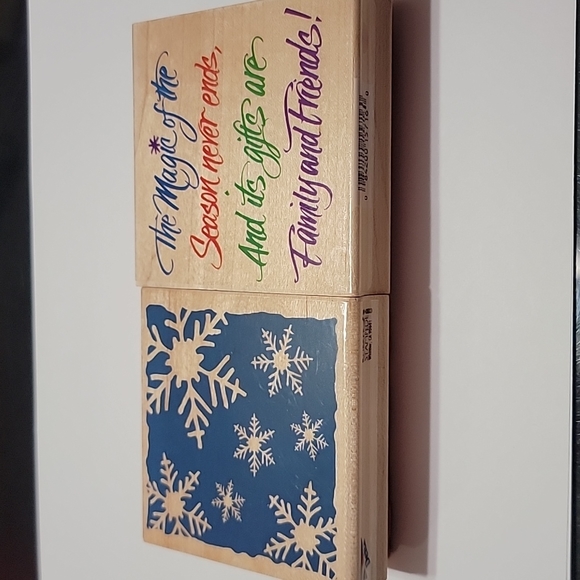 The Magic of the
Season never ends,
And its gifts are
Family and Friends!